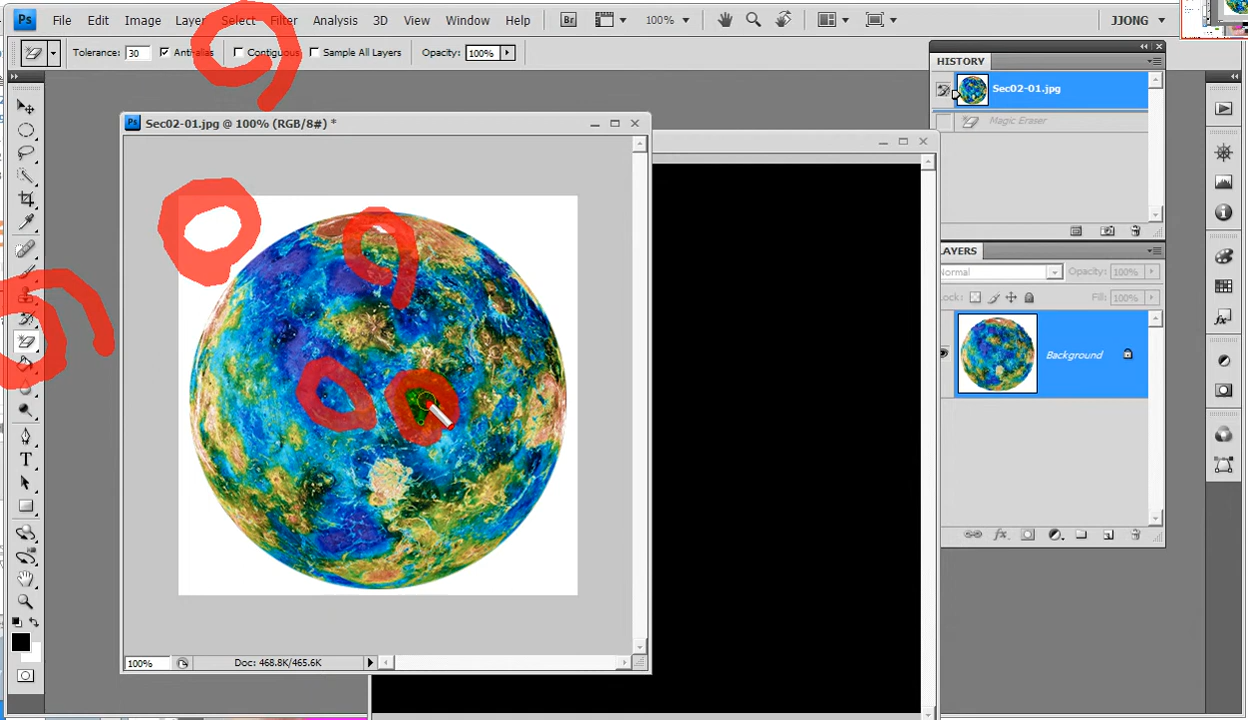 Ps File Edit Image Layer Select Filter Analysis 3D View Window Help Br 100% JJONG
Tolerance: 30 Anti-alias Contiguous Sample All Layers Opacity: 100%
HISTORY
Sec02-01.jpg
Magic Eraser
Ps Sec02-01.jpg @ 100% (RGB/8#) *
LAYERS
Normal Opacity: 100%
Lock: Fill: 100%
Background
T
100% Doc: 468.8K/465.6K